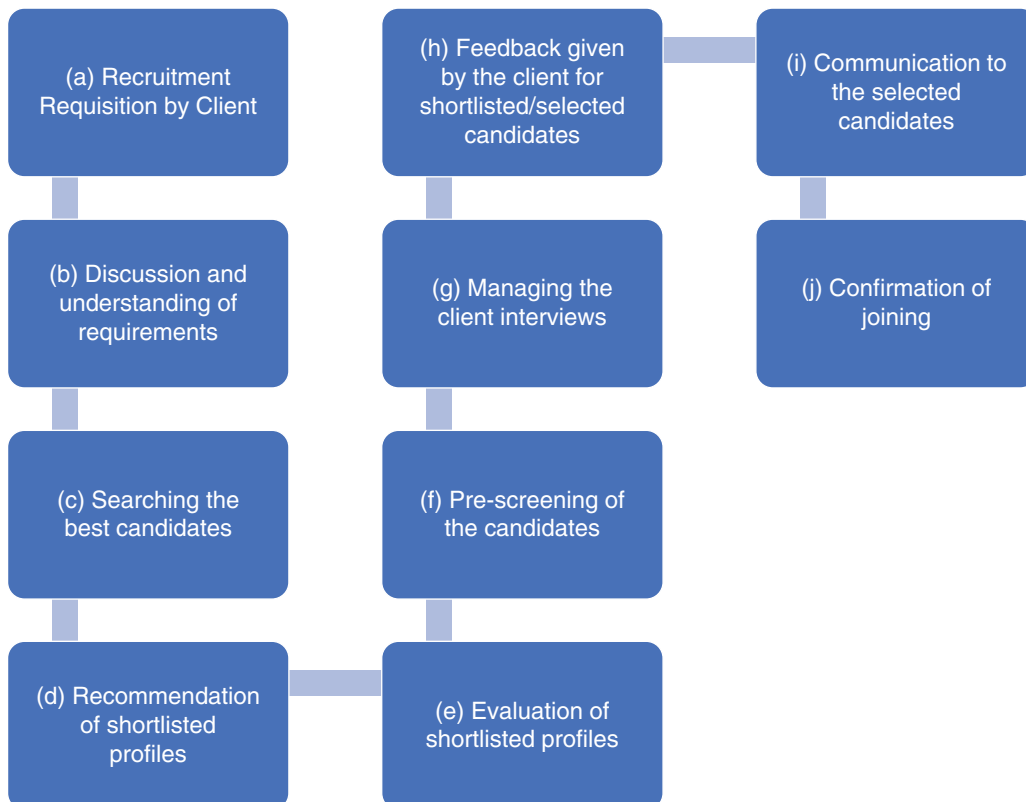 (a) Recruitment
Requisition by Client
(b) Discussion and
understanding of
requirements
(c) Searching the
best candidates
(d) Recommendation
of shortlisted
profiles
(e) Evaluation of
shortlisted profiles
(f) Pre-screening of
the candidates
(g) Managing the
client interviews
(h) Feedback given
by the client for
shortlisted/selected
candidates
(i) Communication to
the selected
candidates
(j) Confirmation of
joining